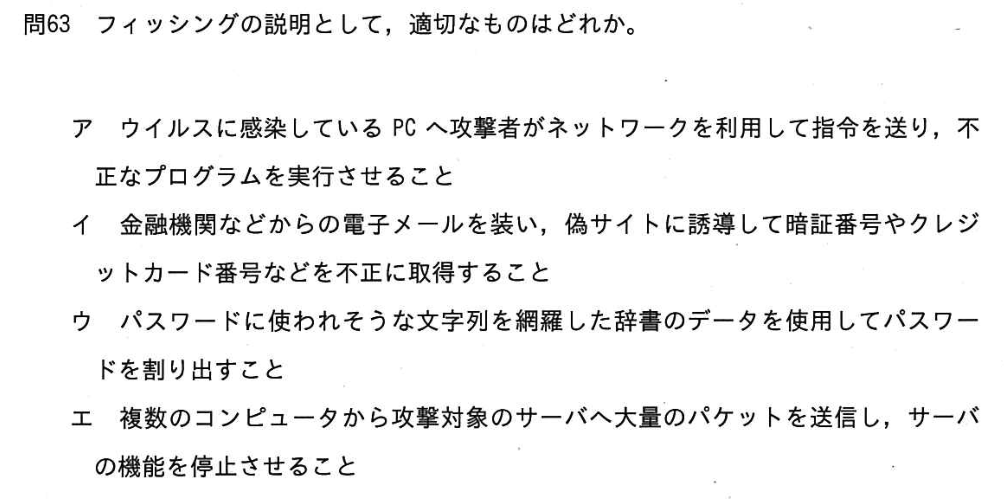 問63 フィッシングの説明として，適切なものはどれか。
ア ウイルスに感染している PC へ攻撃者がネットワークを利用して指令を送り，不
正なプログラムを実行させること
イ 金融機関などからの電子メールを装い，偽サイトに誘導して暗証番号やクレジ
ットカード番号などを不正に取得すること
ウ パスワードに使われそうな文字列を網羅した辞書のデータを使用してパスワー
ドを割り出すこと
エ 複数のコンピュータから攻撃対象のサーバへ大量のパケットを送信し，サーバ
の機能を停止させること